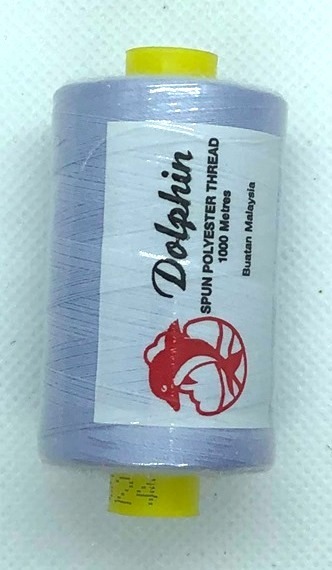 Dolphin
SPUN POLYESTER THREAD
1000 Metres
Buatan Malaysia